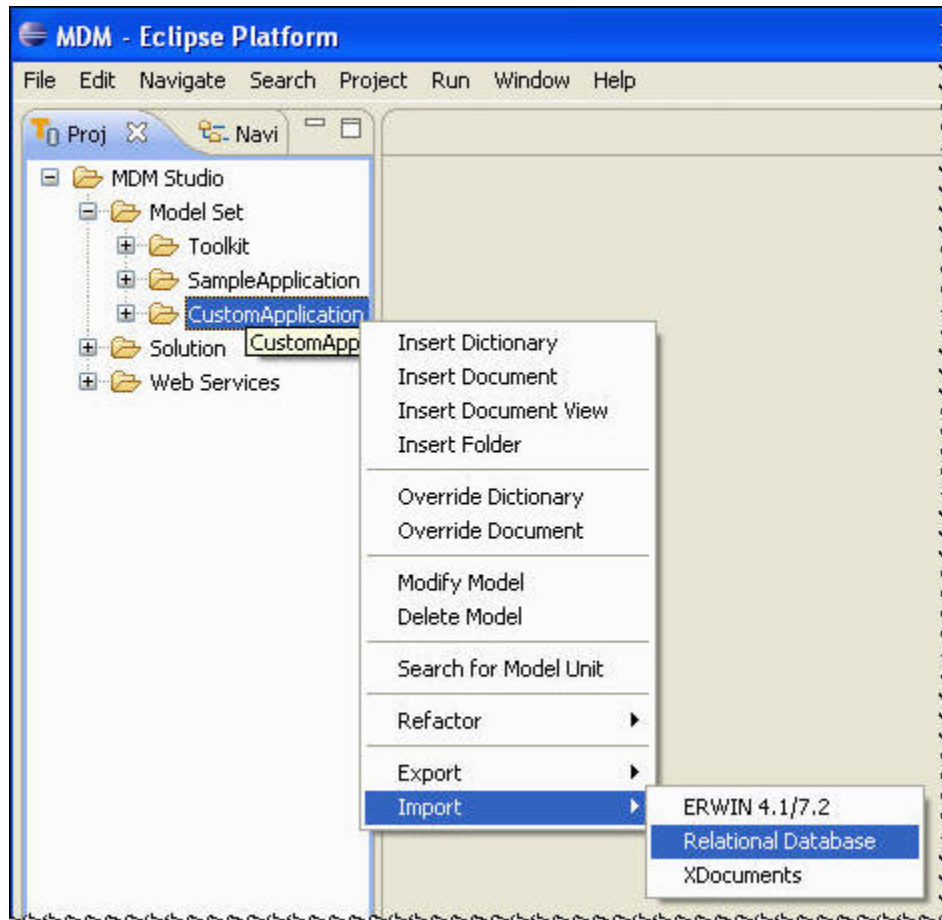 MDM - Eclipse Platform
File Edit Navigate Search Project Run Window Help
Proj Navi
MDM Studio
Model Set
Toolkit
SampleApplication
CustomApplication
Solution
CustomApp
Web Services
Insert Dictionary
Insert Document
Insert Document View
Insert Folder
Override Dictionary
Override Document
Modify Model
Delete Model
Search for Model Unit
Refactor
Export
Import
ERWIN 4.1/7.2
Relational Database
XDocuments